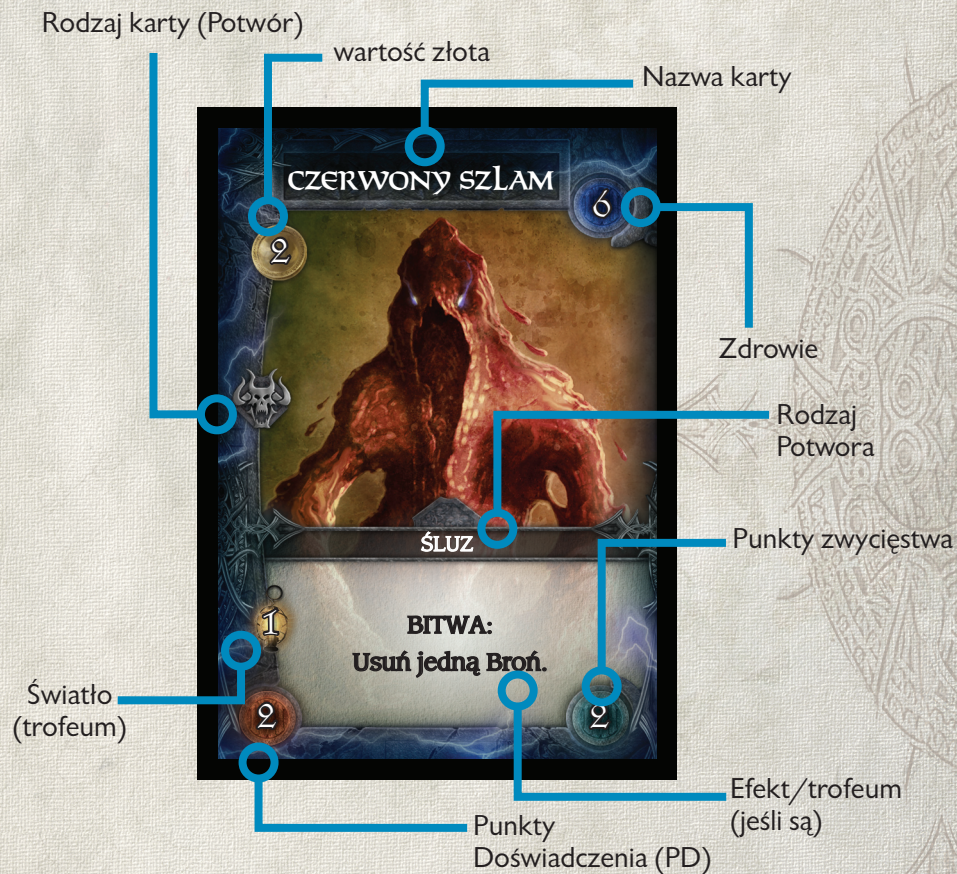 Rodzaj karty (Potwór)
wartość złota
Nazwa karty
CZERWONY SZLAM
6
2
Zdrowie
Rodzaj
Potwora
ŚLUZ
Punkty zwycięstwa
1
BITWA:
Usuń jedną Broń.
Światło
(trofeum)
2
2
Efekt/trofeum
(jeśli są)
Punkty
Doświadczenia (PD)